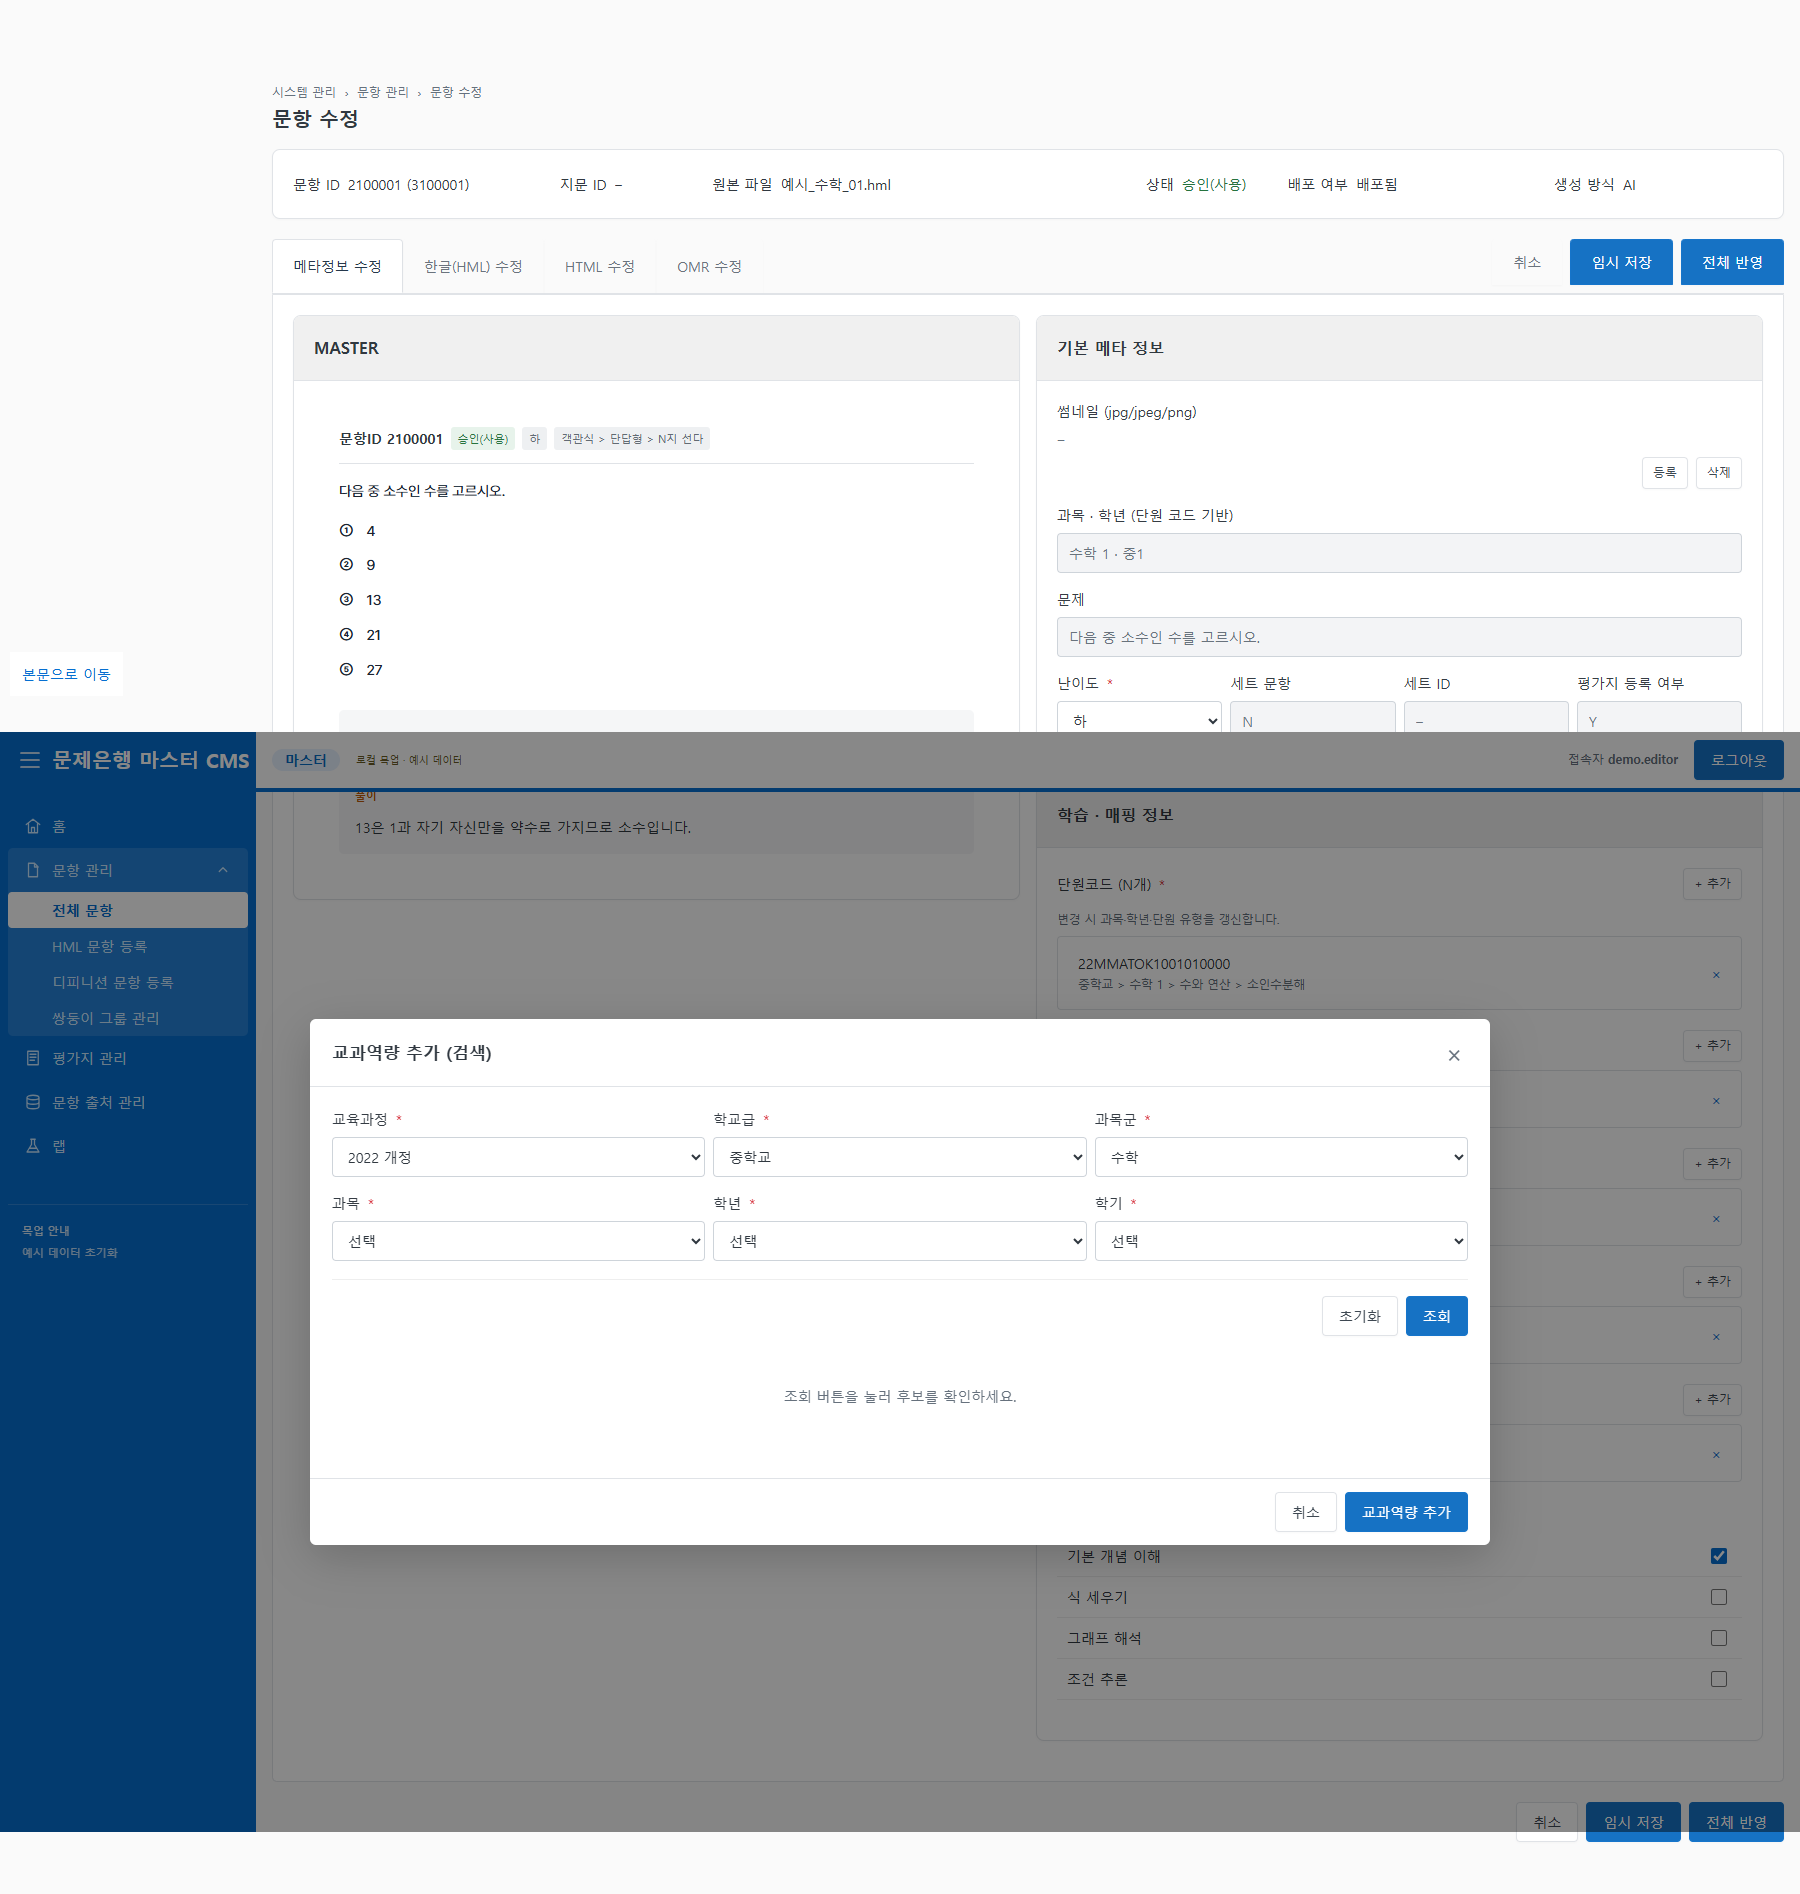 시스템 관리 › 문항 관리 › 문항 수정
문항 수정
문항 ID 2100001 (3100001) 지문 ID – 원본 파일 예시_수학_01.hml 상태 승인(사용) 배포 여부 배포됨 생성 방식 AI
메타정보 수정 한글(HML) 수정 HTML 수정 OMR 수정 취소 임시 저장 전체 반영
MASTER
문항ID 2100001 승인(사용) 하 객관식 > 단답형 > N지 선다
다음 중 소수인 수를 고르시오.
① 4
② 9
③ 13
④ 21
⑤ 27
기본 메타 정보
썸네일 (jpg/jpeg/png)
–
등록 삭제
과목 · 학년 (단원 코드 기반)
수학 1 · 중1
문제
다음 중 소수인 수를 고르시오.
난이도 * 세트 문항 세트 ID 평가지 등록 여부
하 N – Y
본문으로 이동
문제은행 마스터 CMS
마스터 로컬 목업 · 예시 데이터 접속자 demo.editor 로그아웃
홈
문항 관리
전체 문항
HML 문항 등록
디피니션 문항 등록
쌍둥이 그룹 관리
평가지 관리
문항 출처 관리
랩
목업 안내
예시 데이터 초기화
풀이
13은 1과 자기 자신만을 약수로 가지므로 소수입니다.
학습 · 매핑 정보
단원코드 (N개) * + 추가
변경 시 과목·학년·단원 유형을 갱신합니다.
22MMATOK1001010000
중학교 > 수학 1 > 수와 연산 > 소인수분해
×
+ 추가
×
+ 추가
×
+ 추가
×
+ 추가
×
교과역량 추가 (검색) ×
교육과정 * 학교급 * 과목군 *
2022 개정 중학교 수학
과목 * 학년 * 학기 *
선택 선택 선택
초기화 조회
조회 버튼을 눌러 후보를 확인하세요.
취소 교과역량 추가
기본 개념 이해
식 세우기
그래프 해석
조건 추론
취소 임시 저장 전체 반영